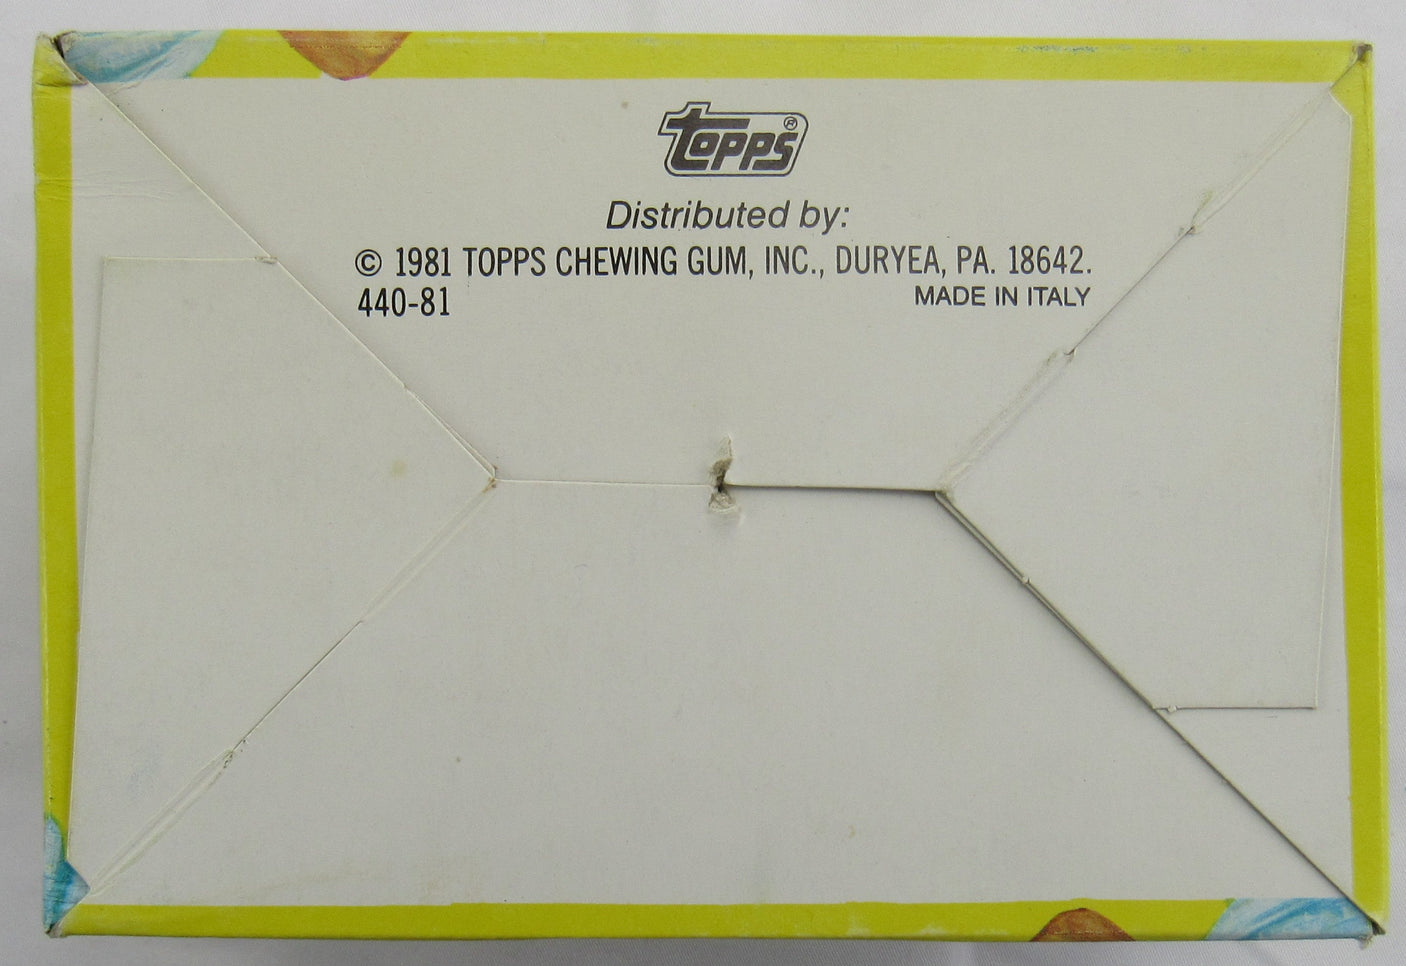 topps®
Distributed by:
© 1981 TOPPS CHEWING GUM, INC., DURYEA, PA. 18642.
440-81 MADE IN ITALY